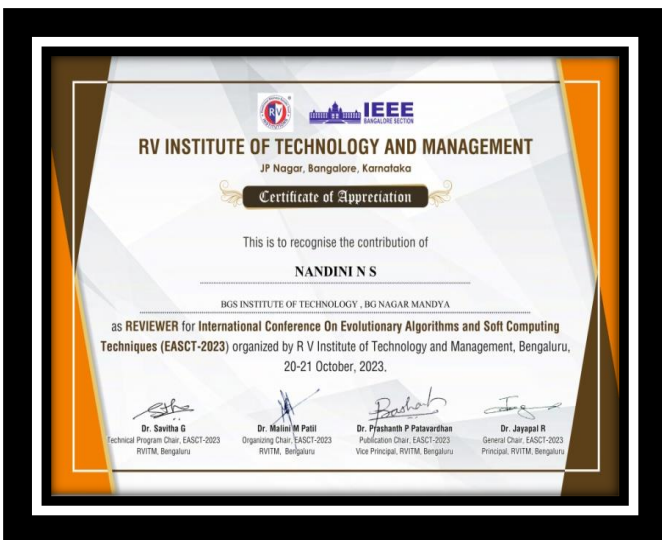 RV
IEEE
BANGALORE SECTION
RV INSTITUTE OF TECHNOLOGY AND MANAGEMENT
JP Nagar, Bangalore, Karnataka
Certificate of Appreciation
This is to recognise the contribution of
NANDINI N S
BGS INSTITUTE OF TECHNOLOGY , BG NAGAR MANDYA
as REVIEWER for International Conference On Evolutionary Algorithms and Soft Computing
Techniques (EASCT-2023) organized by R V Institute of Technology and Management, Bengaluru,
20-21 October, 2023.
Dr. Savitha G
Technical Program Chair, EASCT-2023
RVITM, Bengaluru
Dr. Malini M Patil
Organizing Chair, EASCT-2023
RVITM, Bengaluru
Dr. Prashanth P Patavardhan
Publication Chair, EASCT-2023
Vice Principal, RVITM, Bengaluru
Dr. Jayapal R
General Chair, EASCT-2023
Principal, RVITM, Bengaluru